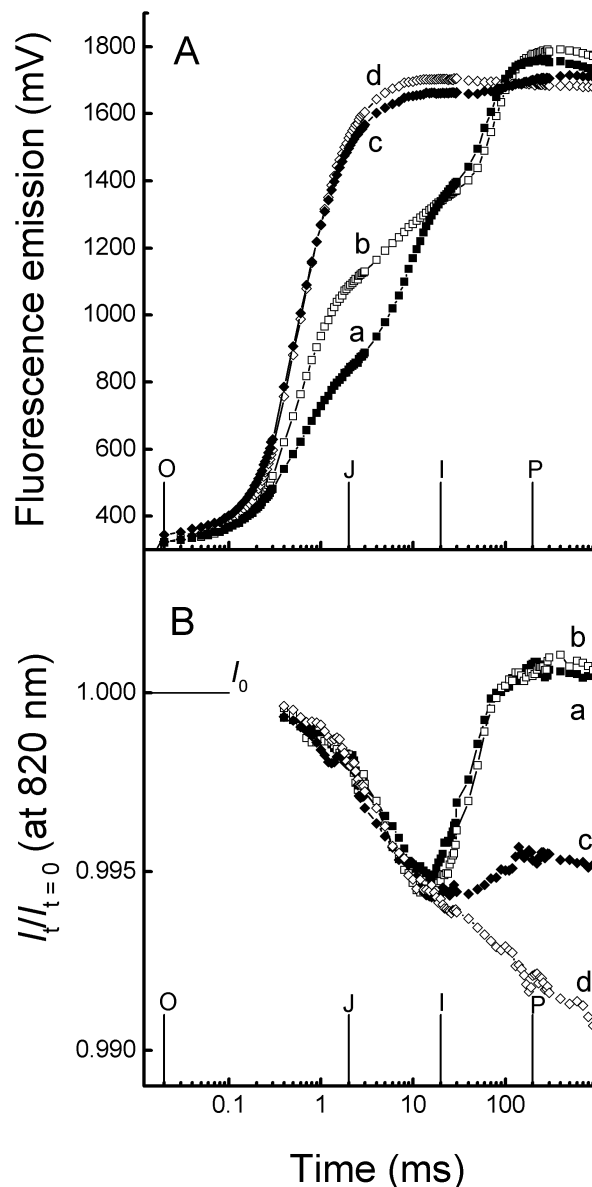 A
Fluorescence emission (mV)
1800
1600
1400
1200
1000
800
600
400
d
c
b
a
O
J
I
P
B
I0
It/It = 0 (at 820 nm)
1.000
0.995
0.990
b
a
c
d
O
J
I
P
0.1
1
10
100
Time (ms)